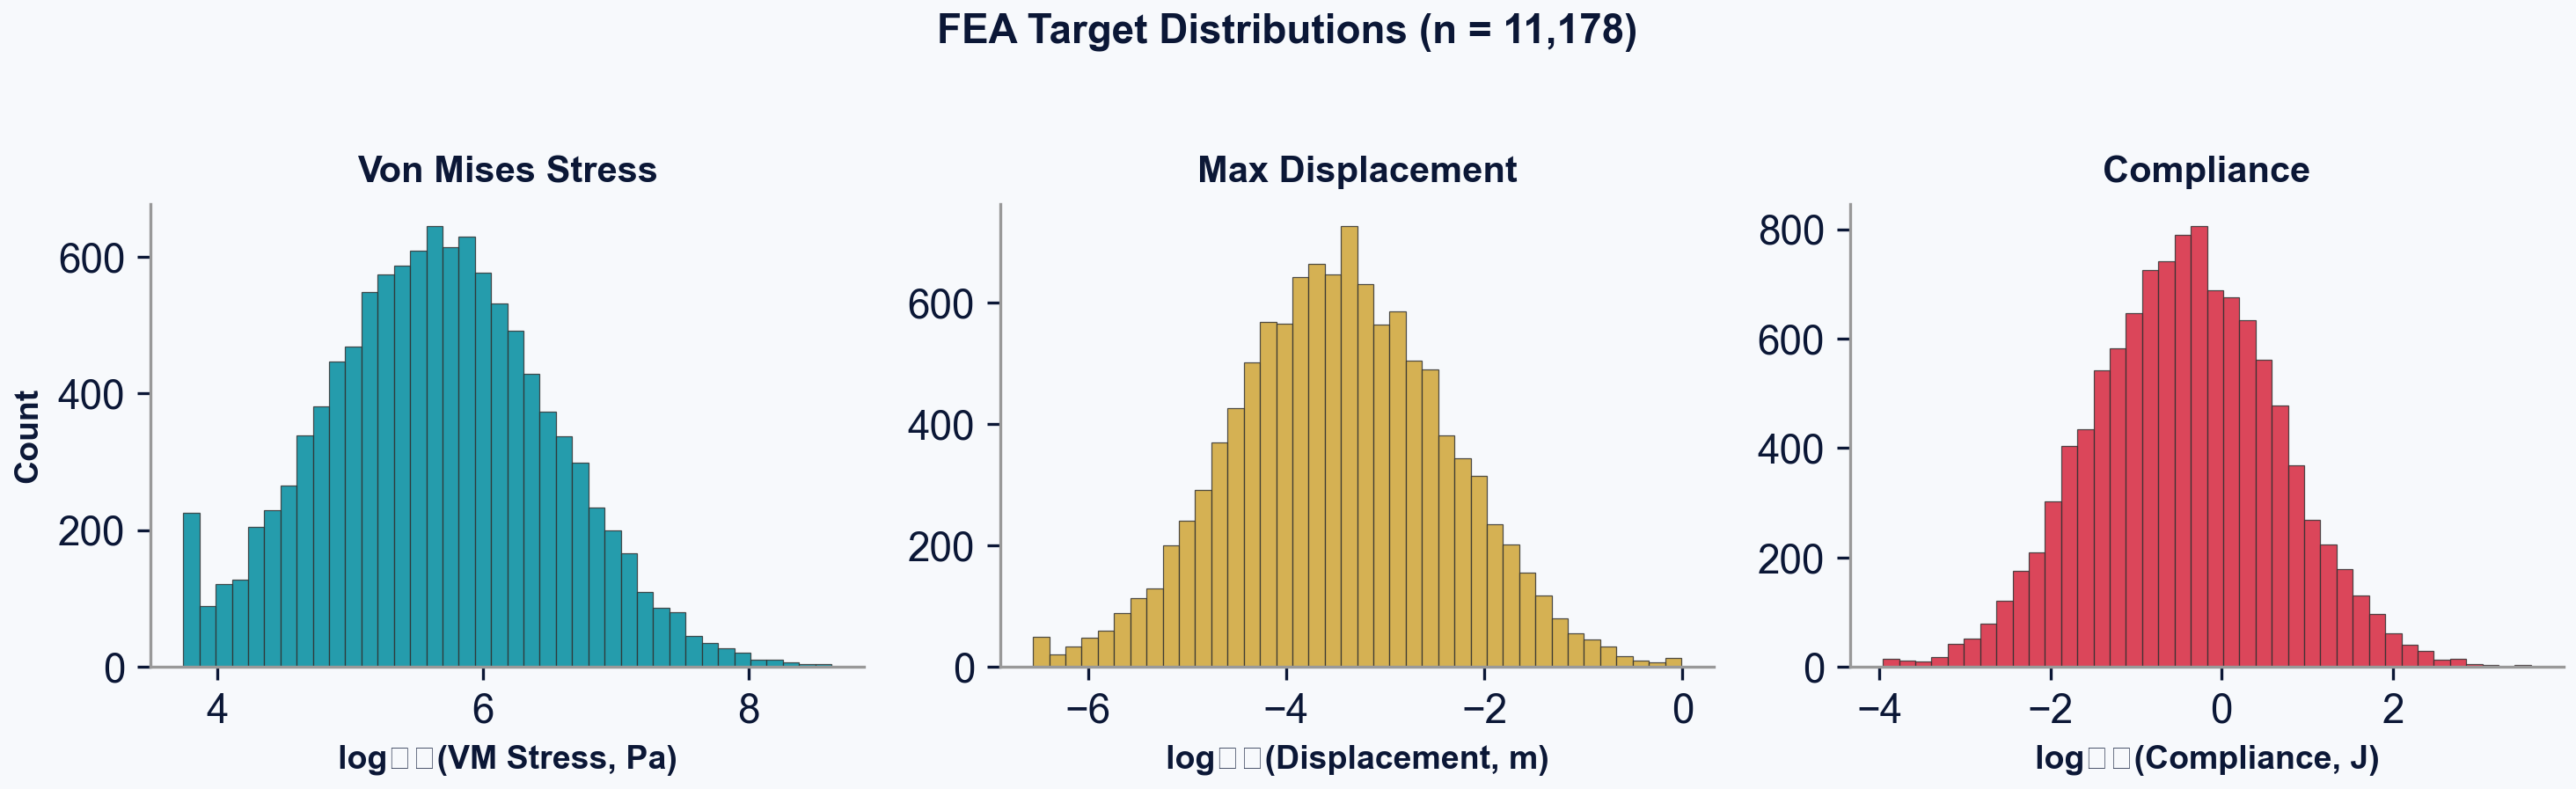 FEA Target Distributions (n = 11,178)
Von Mises Stress
Count
600
400
200
0
4 6 8
log□□(VM Stress, Pa)
Max Displacement
600
400
200
0
−6 −4 −2 0
log□□(Displacement, m)
Compliance
800
600
400
200
0
−4 −2 0 2
log□□(Compliance, J)